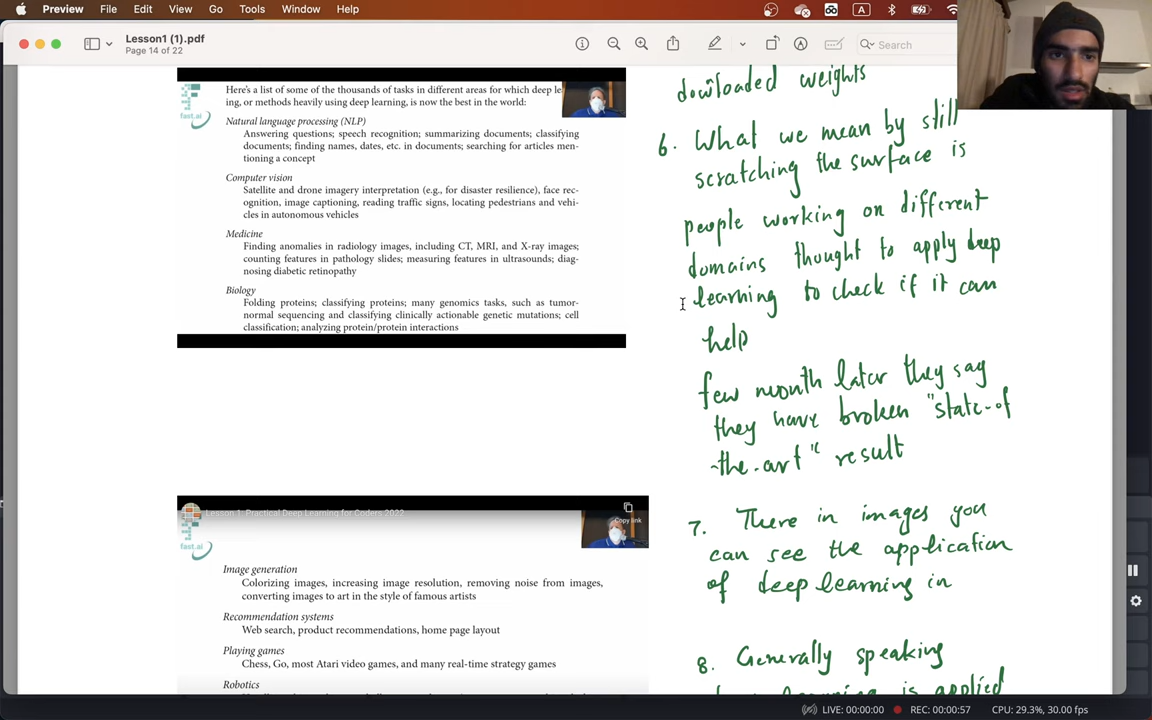 Preview File Edit View Go Tools Window Help
A
Lesson1 (1).pdf
Page 14 of 22
Search
fast.ai
Here's a list of some of the thousands of tasks in different areas for which deep
ing, or methods heavily using deep learning, is now the best in the world:
Natural language processing (NLP)
Answering questions; speech recognition; summarizing documents; classifying
documents; finding names, dates, etc. in documents; searching for articles men-
tioning a concept
Computer vision
Satellite and drone imagery interpretation (e.g., for disaster resilience), face rec-
ognition, image captioning, reading traffic signs, locating pedestrians and vehi-
cles in autonomous vehicles
Medicine
Finding anomalies in radiology images, including CT, MRI, and X-ray images;
counting features in pathology slides; measuring features in ultrasounds; diag-
nosing diabetic retinopathy
Biology
Folding proteins; classifying proteins; many genomics tasks, such as tumor-
normal sequencing and classifying clinically actionable genetic mutations; cell
classification; analyzing protein/protein interactions
Lesson 1: Practical Deep Learning for Coders 2022
Copy link
fast.ai
Image generation
Colorizing images, increasing image resolution, removing noise from images,
converting images to art in the style of famous artists
Recommendation systems
Web search, product recommendations, home page layout
Playing games
Chess, Go, most Atari video games, and many real-time strategy games
Robotics
downloaded weights
6. What we mean by still
scratching the surface is
people working on different
domains thought to apply deep
learning to check if it can
help
few month later they say
they have broken "state-of
-the-art" result
7. There in images you
can see the application
of deep learning in
8. Generally speaking
learning is applied
LIVE: 00:00:00 REC: 00:00:57 CPU: 29.3%, 30.00 fps